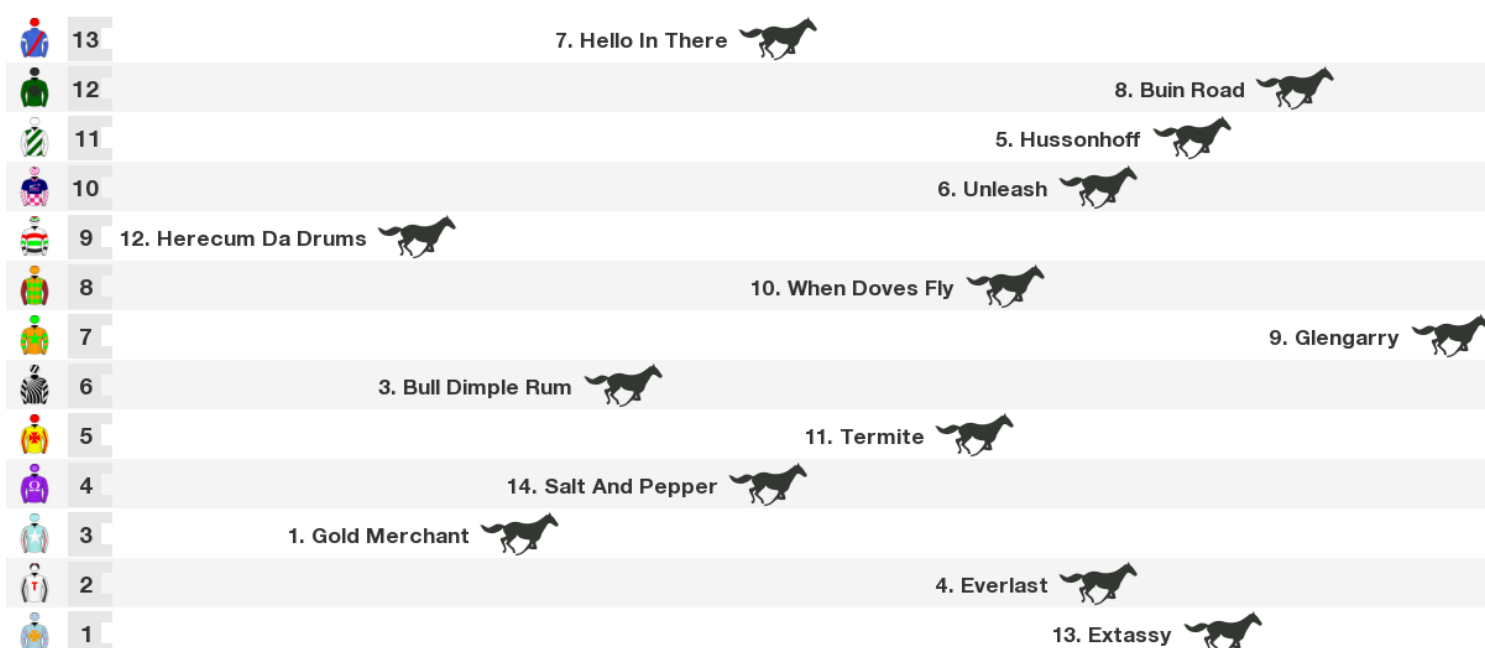 13 7. Hello In There
12 8. Buin Road
11 5. Hussonhoff
10 6. Unleash
9 12. Herecum Da Drums
8 10. When Doves Fly
7 9. Glengarry
6 3. Bull Dimple Rum
5 11. Termite
4 14. Salt And Pepper
Ω
3 1. Gold Merchant
2 4. Everlast
T
1 13. Extassy